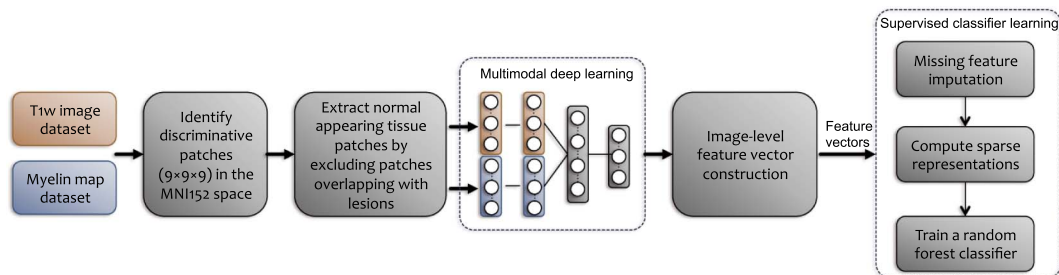 T1w image
dataset
Myelin map
dataset
Identify
discriminative
patches
(9×9×9) in the
MNI152 space
Extract normal
appearing tissue
patches by
excluding patches
overlapping with
lesions
Multimodal deep learning
Image-level
feature vector
construction
Feature
vectors
Supervised classifier learning
Missing feature
imputation
Compute sparse
representations
Train a random
forest classifier